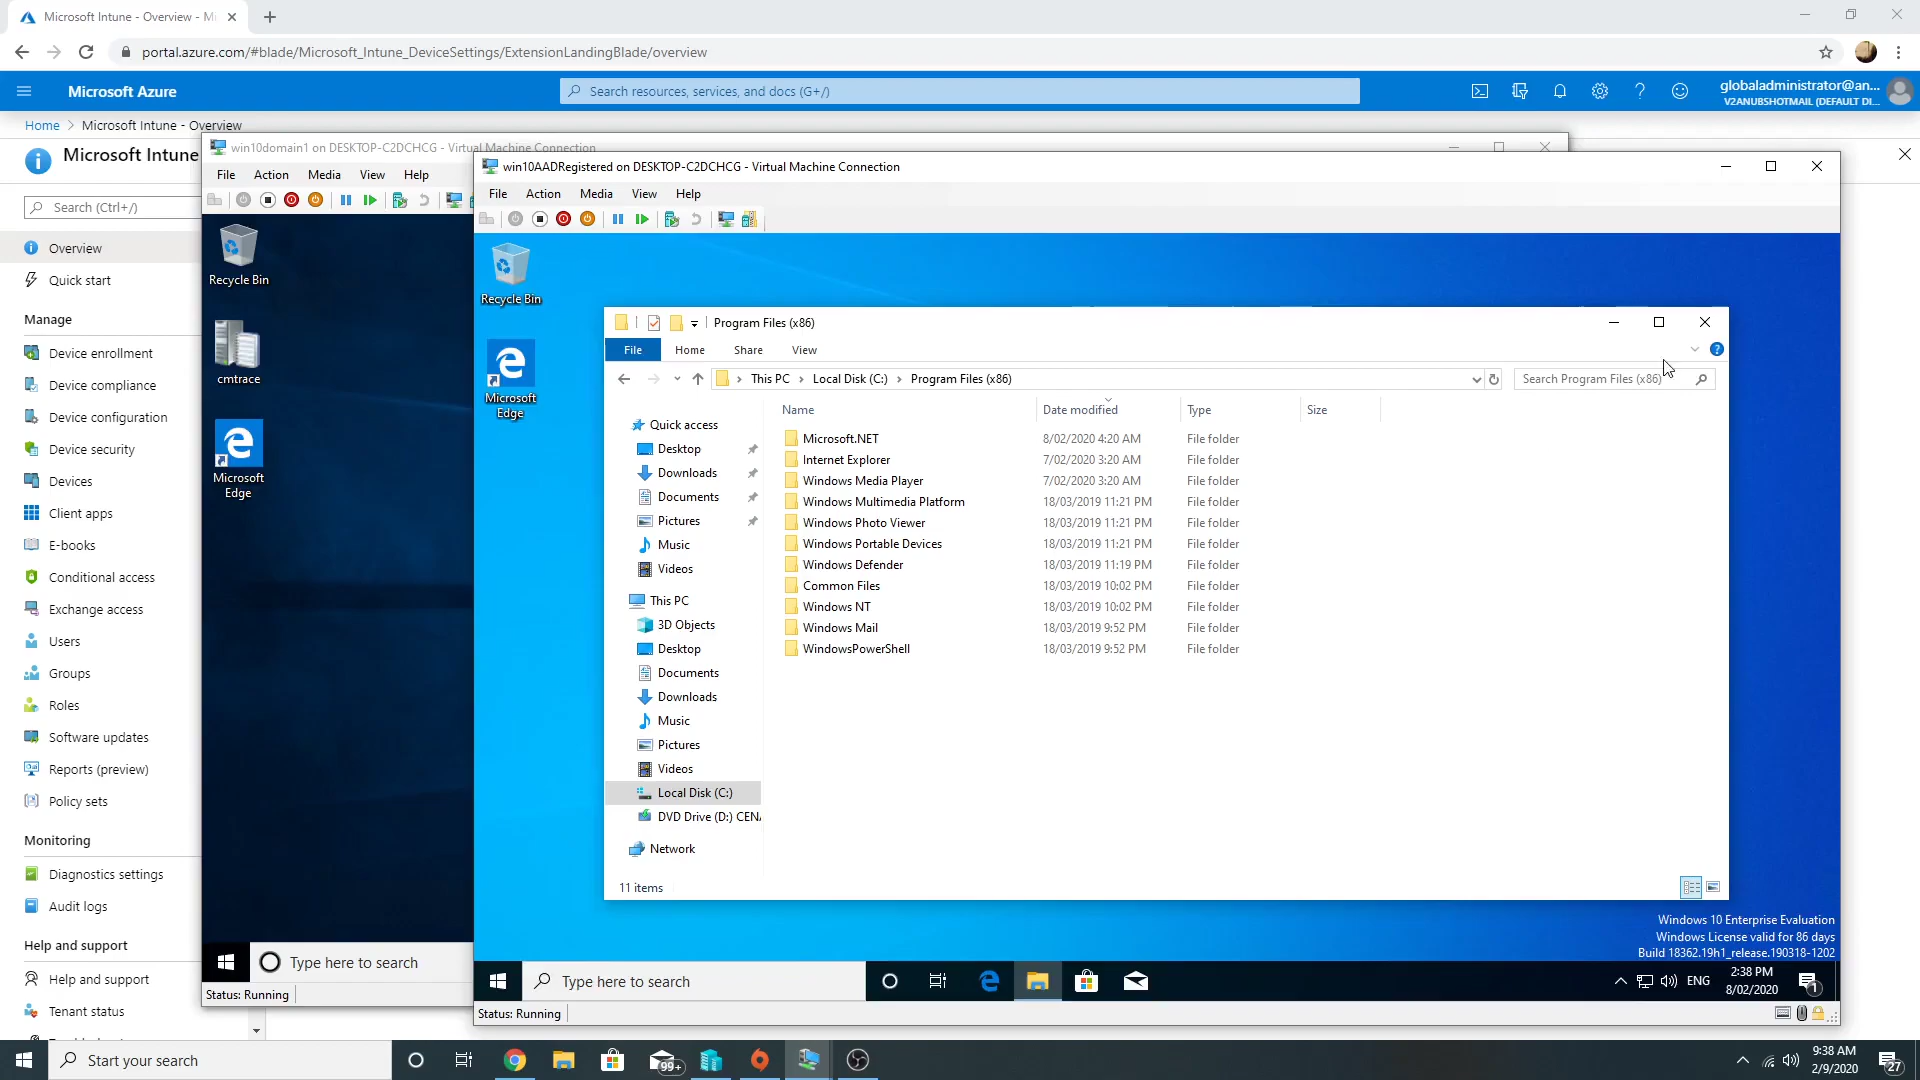 Microsoft Intune - Overview - Mi
portal.azure.com/#blade/Microsoft_Intune_DeviceSettings/ExtensionLandingBlade/overview
Microsoft Azure
Search resources, services, and docs (G+/)
globaladministrator@an...
V2ANUBSHOTMAIL (DEFAULT DI...
Home > Microsoft Intune - Overview
Microsoft Intune
Search (Ctrl+/)
Overview
Quick start
Manage
Device enrollment
Device compliance
Device configuration
Device security
Devices
Client apps
E-books
Conditional access
Exchange access
Users
Groups
Roles
Software updates
Reports (preview)
Policy sets
Monitoring
Diagnostics settings
Audit logs
Help and support
Help and support
Tenant status
win10domain1 on DESKTOP-C2DCHCG - Virtual Machine Connection
File Action Media View Help
Recycle Bin
cmtrace
Microsoft
Edge
Type here to search
Status: Running
win10AADRegistered on DESKTOP-C2DCHCG - Virtual Machine Connection
File Action Media View Help
Recycle Bin
Microsoft
Edge
Program Files (x86)
File Home Share View
This PC > Local Disk (C:) > Program Files (x86)
Search Program Files (x86)
Quick access
Desktop
Downloads
Documents
Pictures
Music
Videos
This PC
3D Objects
Desktop
Documents
Downloads
Music
Pictures
Videos
Local Disk (C:)
DVD Drive (D:) CENA
Network
Name Date modified Type Size
Microsoft.NET 8/02/2020 4:20 AM File folder
Internet Explorer 7/02/2020 3:20 AM File folder
Windows Media Player 7/02/2020 3:20 AM File folder
Windows Multimedia Platform 18/03/2019 11:21 PM File folder
Windows Photo Viewer 18/03/2019 11:21 PM File folder
Windows Portable Devices 18/03/2019 11:21 PM File folder
Windows Defender 18/03/2019 11:19 PM File folder
Common Files 18/03/2019 10:02 PM File folder
Windows NT 18/03/2019 10:02 PM File folder
Windows Mail 18/03/2019 9:52 PM File folder
WindowsPowerShell 18/03/2019 9:52 PM File folder
11 items
Windows 10 Enterprise Evaluation
Windows License valid for 86 days
Build 18362.19h1_release.190318-1202
Type here to search
ENG
2:38 PM
8/02/2020
1
Status: Running
Start your search
99+
9:38 AM
2/9/2020
27